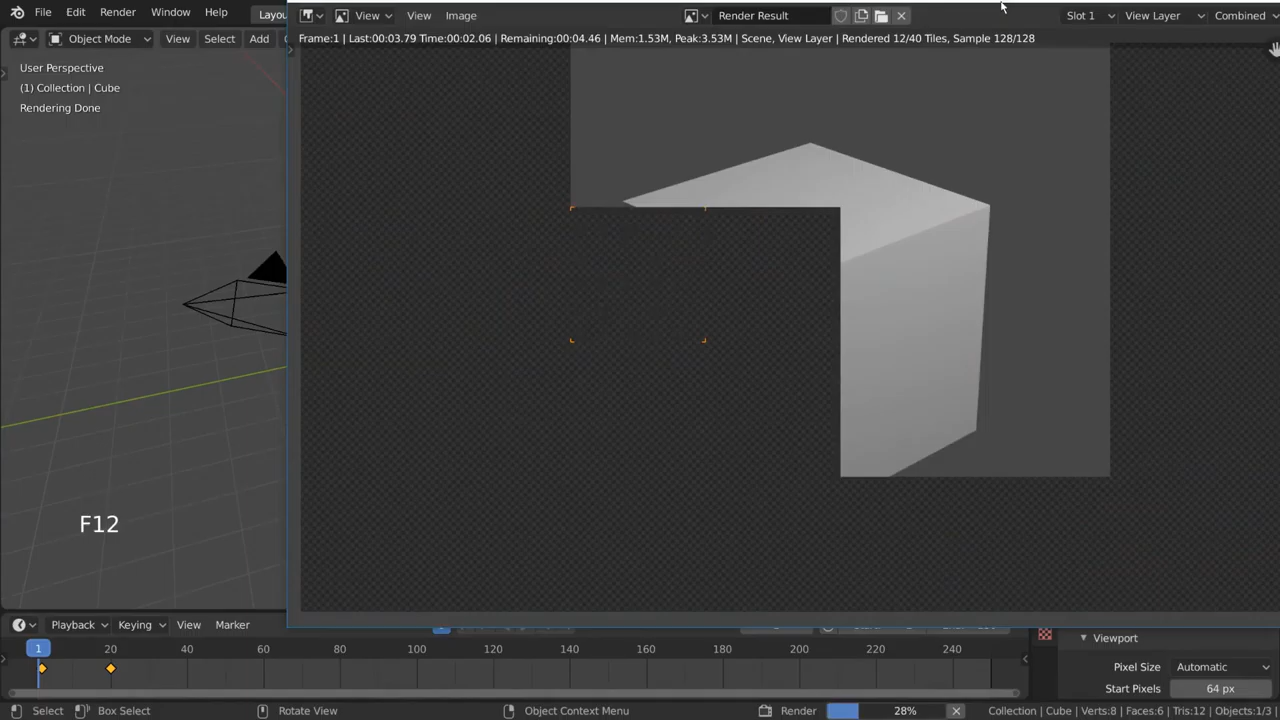 File Edit Render Window Help Layou
View View Image Render Result Slot 1 View Layer Combined
Object Mode View Select Add
Frame:1 | Last:00:03.79 Time:00:02.06 | Remaining:00:04.46 | Mem:1.53M, Peak:3.53M | Scene, View Layer | Rendered 12/40 Tiles, Sample 128/128
User Perspective
(1) Collection | Cube
Rendering Done
F12
Playback Keying View Marker
1 20 40 60 80 100 120 140 160 180 200 220 240
Viewport
Pixel Size Automatic
Start Pixels 64 px
Select Box Select Rotate View Object Context Menu Render 28% Collection | Cube | Verts:8 | Faces:6 | Tris:12 | Objects:1/3